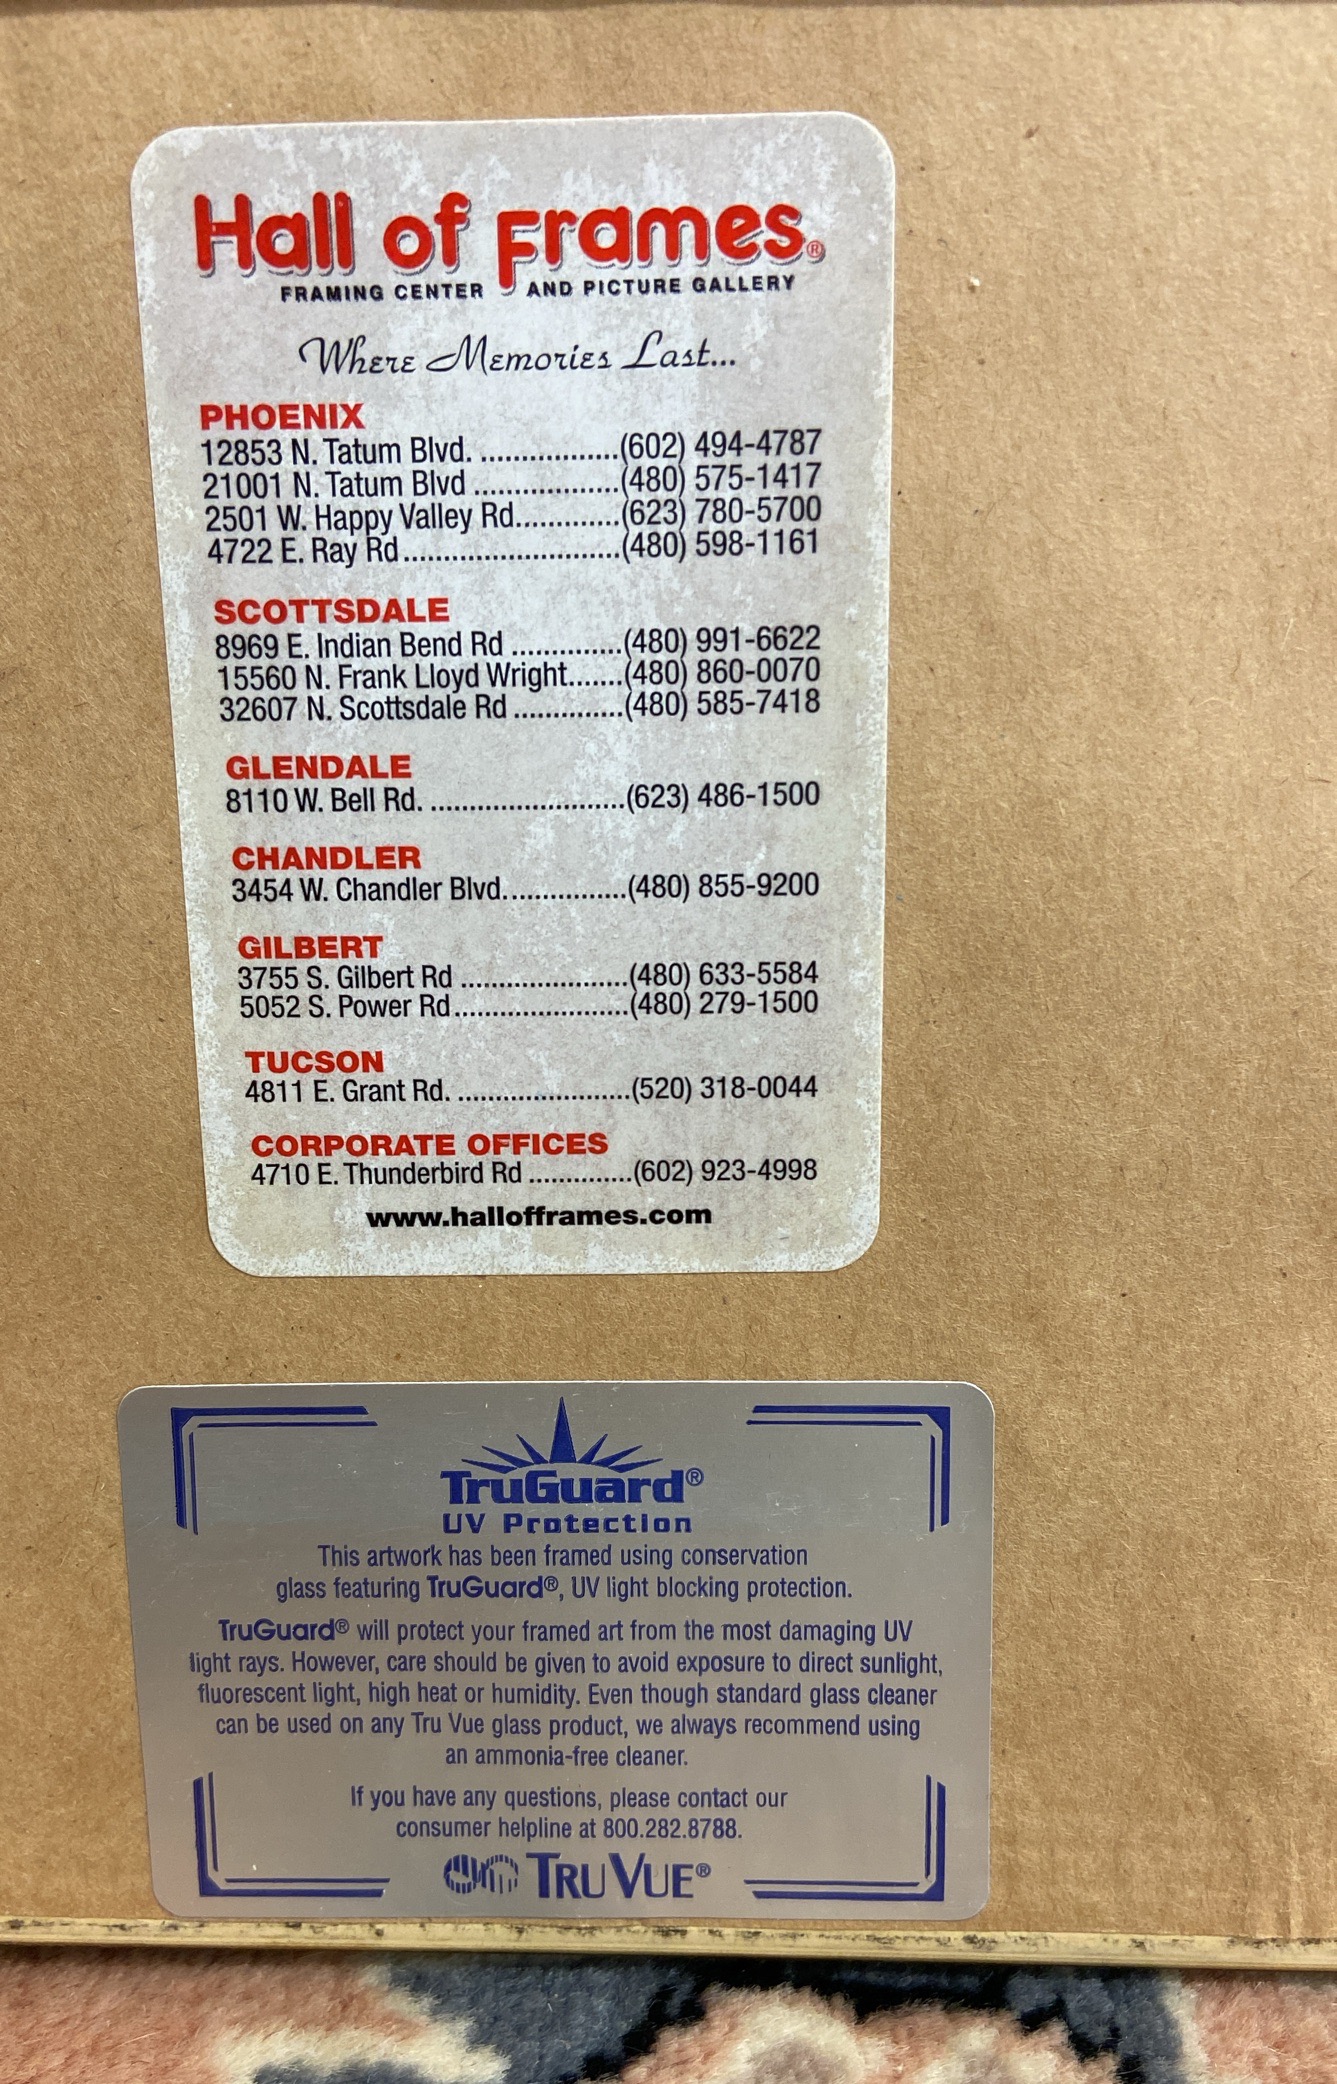 Hall of Frames®
FRAMING CENTER AND PICTURE GALLERY
Where Memories Last...
PHOENIX
12853 N. Tatum Blvd. ..................(602) 494-4787
21001 N. Tatum Blvd ...................(480) 575-1417
2501 W. Happy Valley Rd..............(623) 780-5700
4722 E. Ray Rd.............................(480) 598-1161
SCOTTSDALE
8969 E. Indian Bend Rd ...............(480) 991-6622
15560 N. Frank Lloyd Wright.......(480) 860-0070
32607 N. Scottsdale Rd ...............(480) 585-7418
GLENDALE
8110 W. Bell Rd. ..........................(623) 486-1500
CHANDLER
3454 W. Chandler Blvd.................(480) 855-9200
GILBERT
3755 S. Gilbert Rd ......................(480) 633-5584
5052 S. Power Rd.......................(480) 279-1500
TUCSON
4811 E. Grant Rd. .......................(520) 318-0044
CORPORATE OFFICES
4710 E. Thunderbird Rd ..............(602) 923-4998
www.hallofframes.com
TruGuard®
UV Protection
This artwork has been framed using conservation
glass featuring TruGuard®, UV light blocking protection.
TruGuard® will protect your framed art from the most damaging UV
light rays. However, care should be given to avoid exposure to direct sunlight,
fluorescent light, high heat or humidity. Even though standard glass cleaner
can be used on any Tru Vue glass product, we always recommend using
an ammonia-free cleaner.
If you have any questions, please contact our
consumer helpline at 800.282.8788.
TRU VUE®